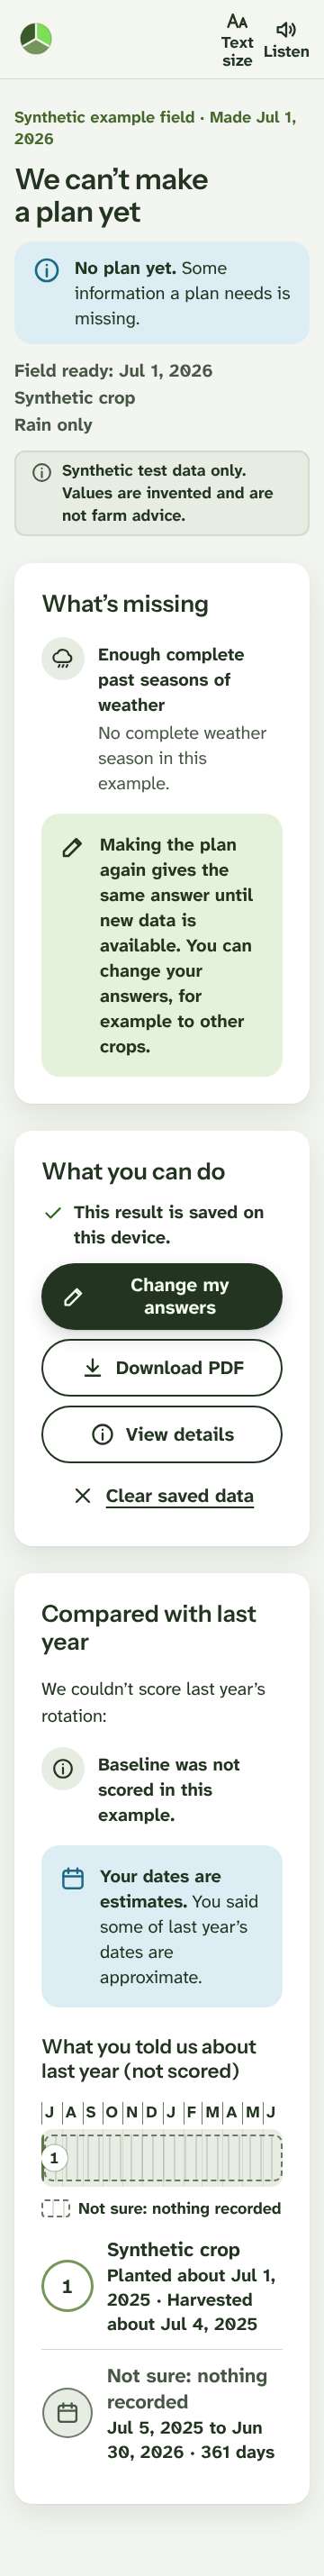 Text
size
Listen
Synthetic example field · Made Jul 1,
2026
We can’t make
a plan yet
No plan yet. Some
information a plan needs is
missing.
Field ready: Jul 1, 2026
Synthetic crop
Rain only
Synthetic test data only.
Values are invented and are
not farm advice.
What’s missing
Enough complete
past seasons of
weather
No complete weather
season in this
example.
Making the plan
again gives the
same answer until
new data is
available. You can
change your
answers, for
example to other
crops.
What you can do
This result is saved on
this device.
Change my
answers
Download PDF
View details
Clear saved data
Compared with last
year
We couldn’t score last year’s
rotation:
Baseline was not
scored in this
example.
Your dates are
estimates. You said
some of last year’s
dates are
approximate.
What you told us about
last year (not scored)
J A S O N D J F M A M J
1
Not sure: nothing recorded
1
Synthetic crop
Planted about Jul 1,
2025 · Harvested
about Jul 4, 2025
Not sure: nothing
recorded
Jul 5, 2025 to Jun
30, 2026 · 361 days